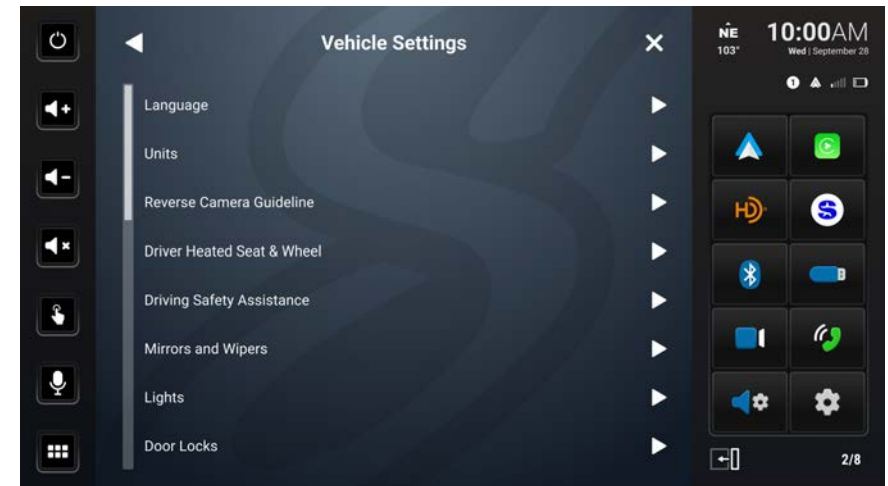 Vehicle Settings
Language
Units
Reverse Camera Guideline
Driver Heated Seat & Wheel
Driving Safety Assistance
Mirrors and Wipers
Lights
Door Locks
NE
103°
10:00AM
Wed | September 28
1
HD
S
2/8